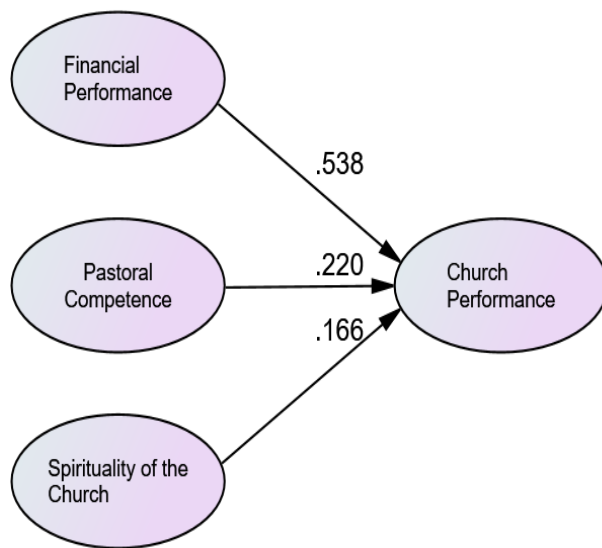 Financial
Performance
.538
Pastoral
Competence
.220
Church
Performance
.166
Spirituality of the
Church